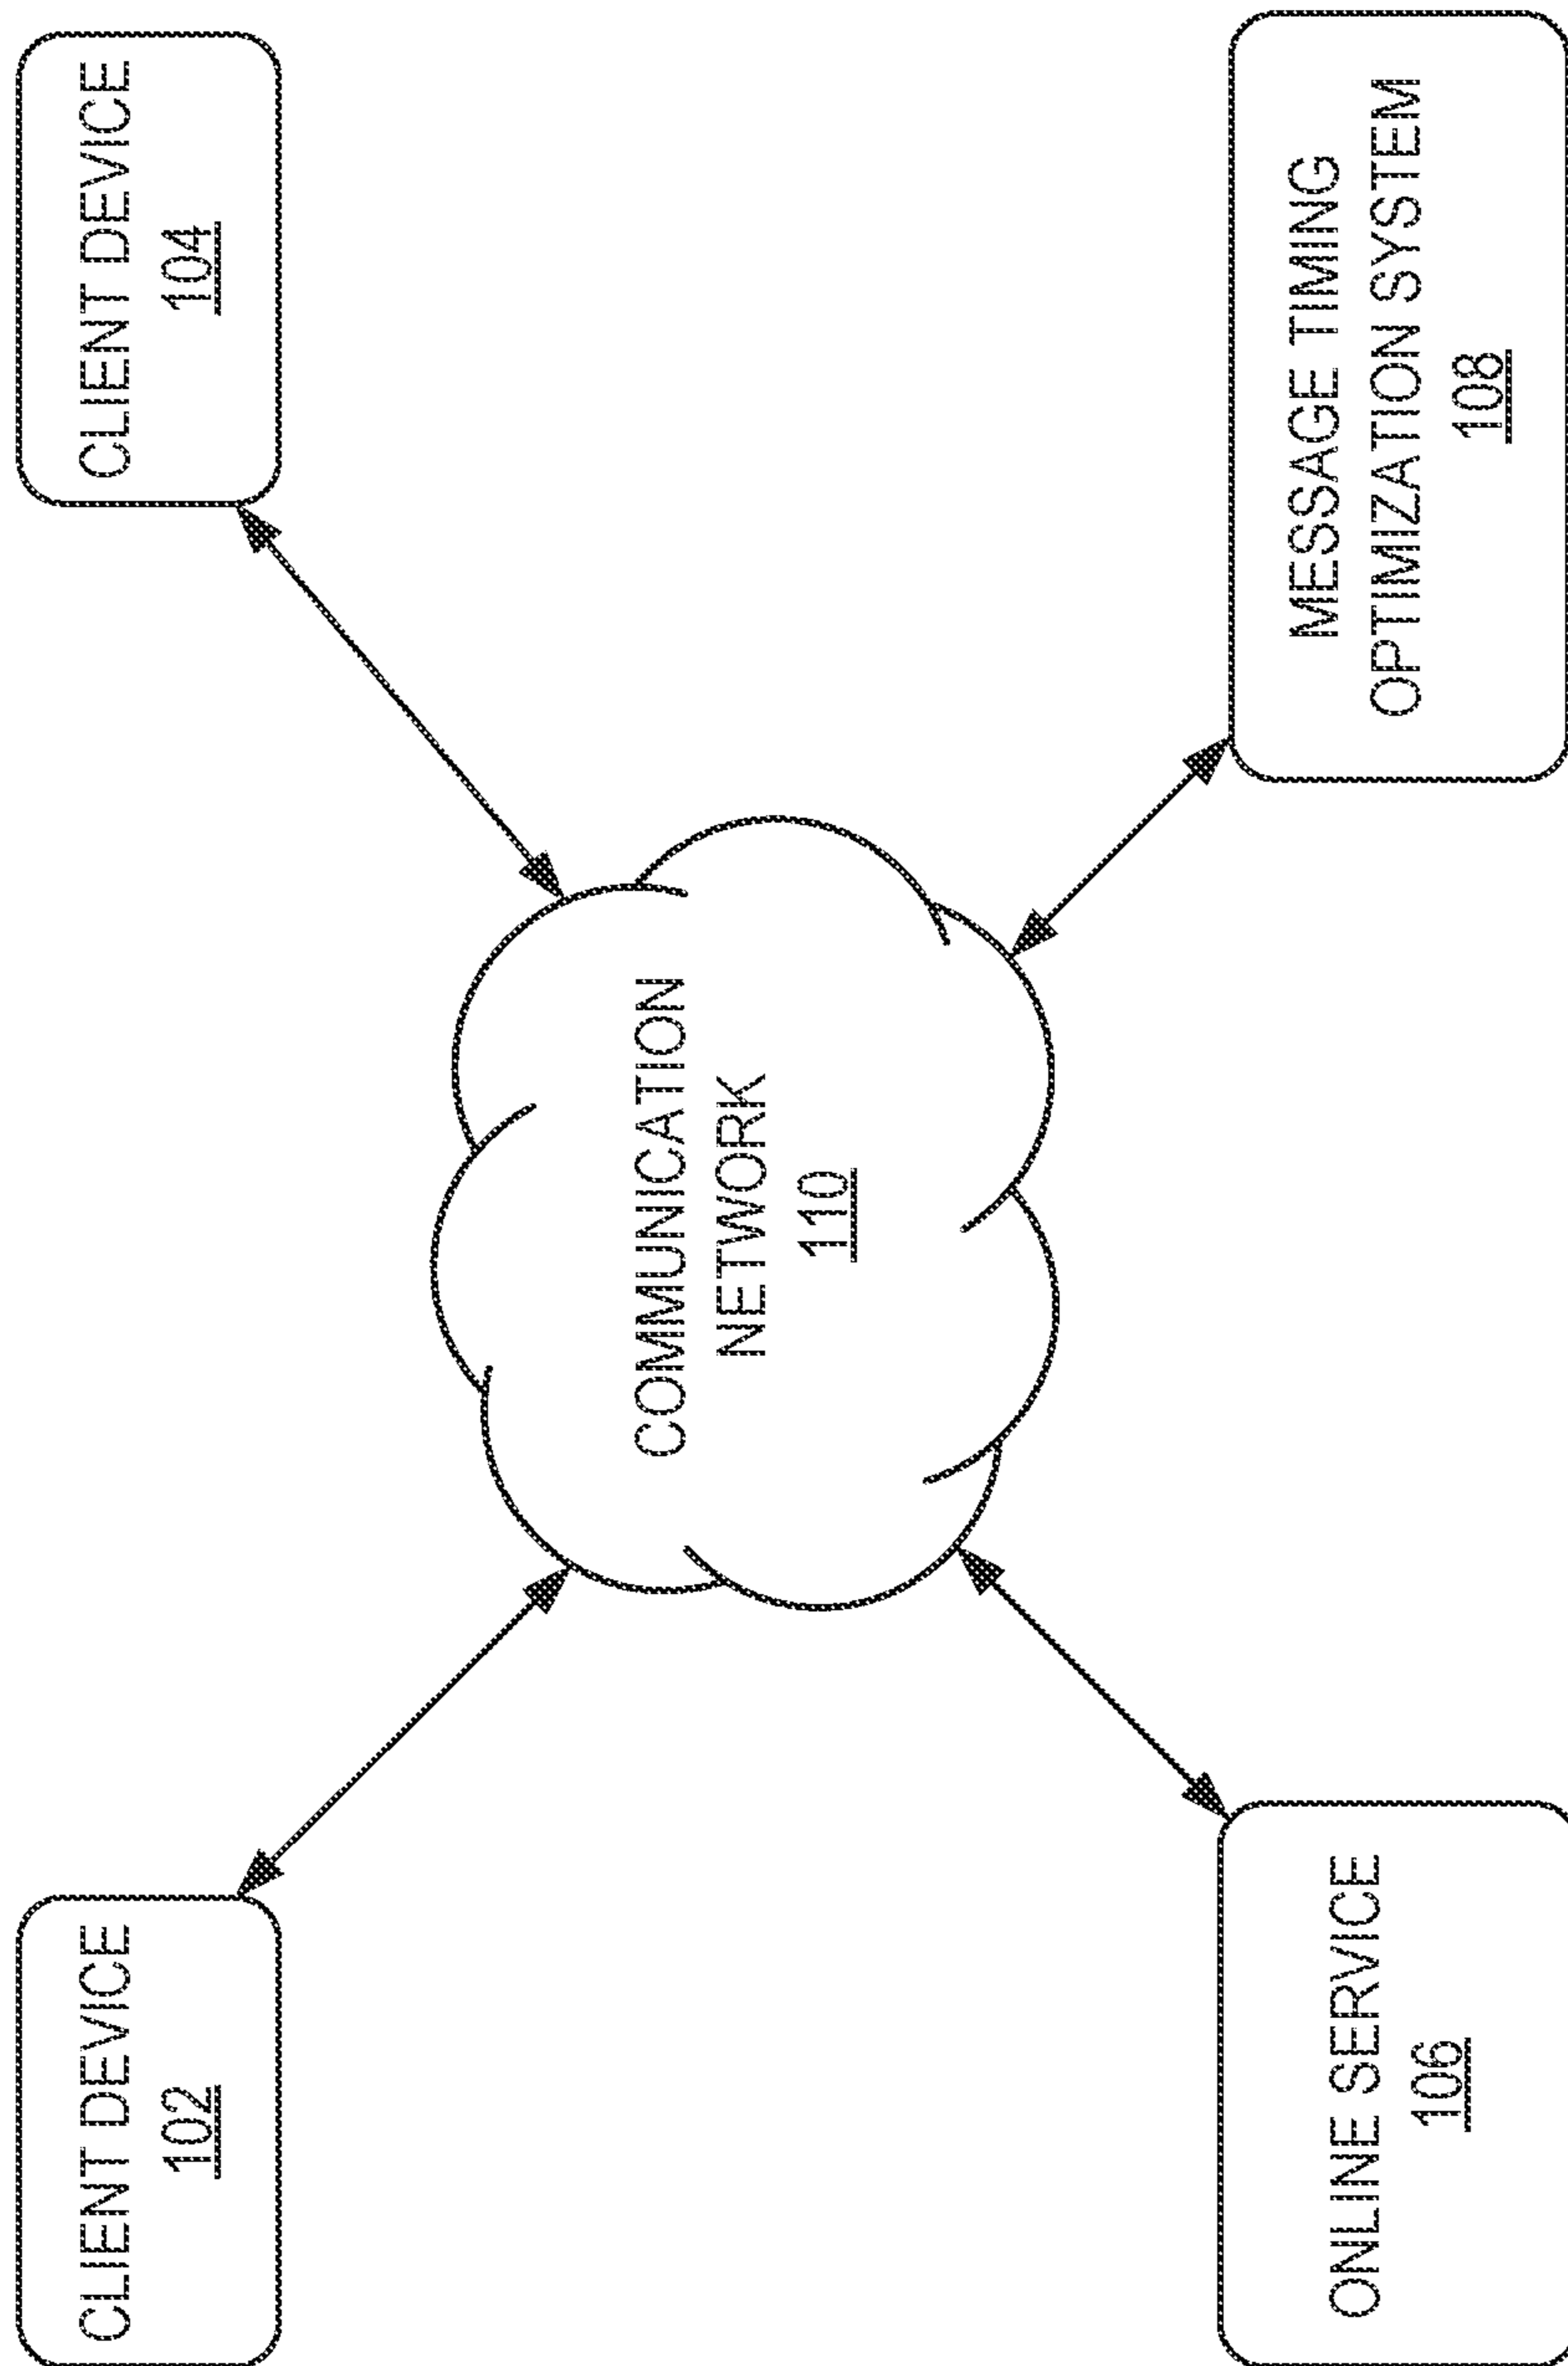 CLIENT DEVICE
102
CLIENT DEVICE
104
COMMUNICATION
NETWORK
110
ONLINE SERVICE
106
MESSAGE TIMING
OPTIMIZATION SYSTEM
108